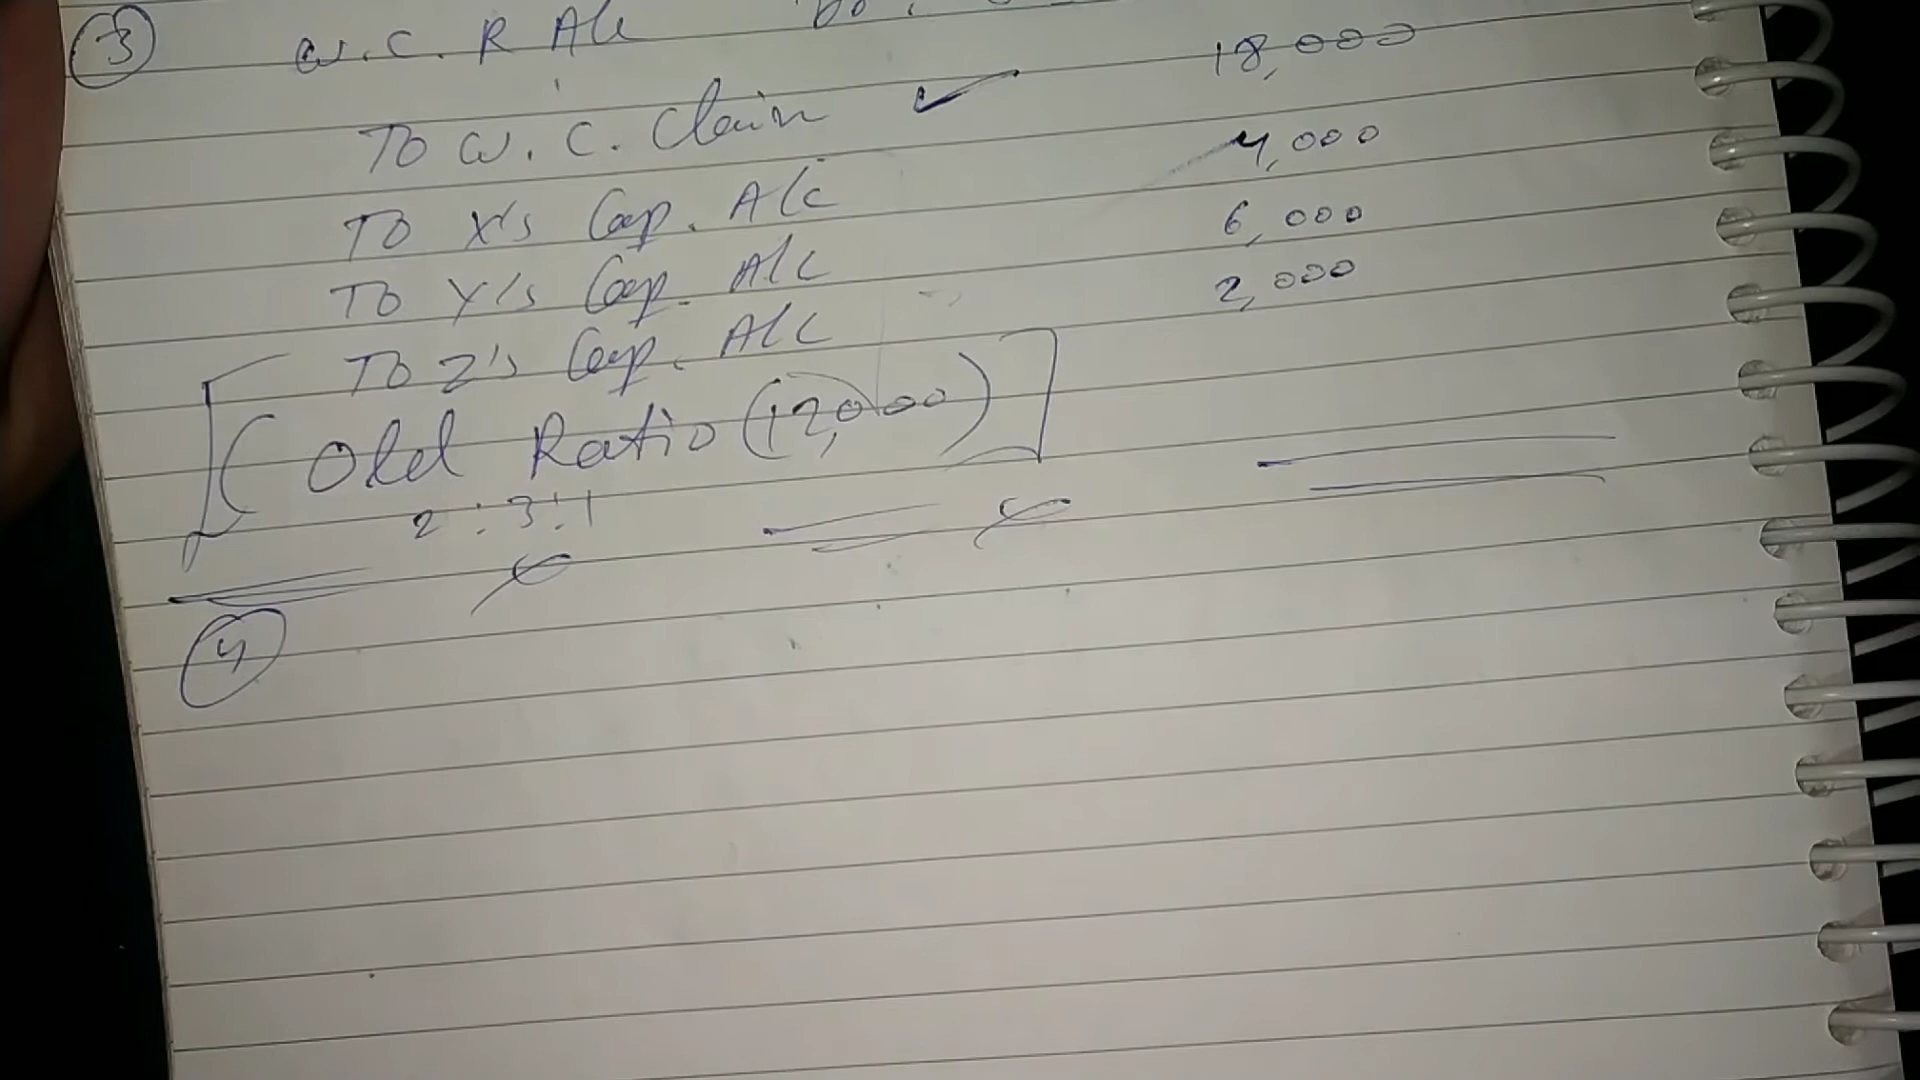 ③ W.C.R A/c
To W.C. Claim ✓ 18,000
To X's Cap. A/c 4,000
To Y's Cap. A/c 6,000
To Z's Cap. A/c 2,000
[(Old Ratio (12,000)]
2:3:1
④